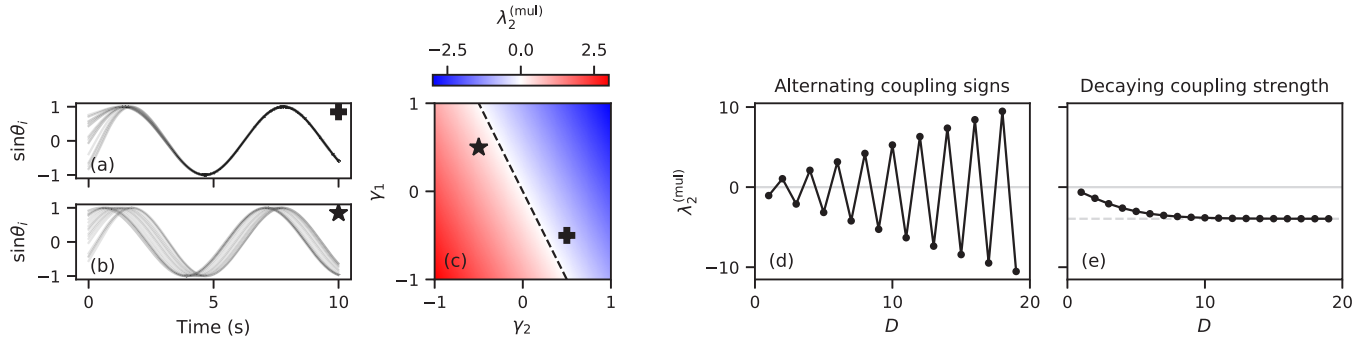 sinθi
1
0
−1
(a)
sinθi
1
0
−1
(b)
0
5
10
Time (s)
λ2(mul)
−2.5
0.0
2.5
γ1
1
0
−1
(c)
−1
0
1
γ2
Alternating coupling signs
λ2(mul)
10
0
−10
(d)
0
10
20
D
Decaying coupling strength
(e)
0
10
20
D